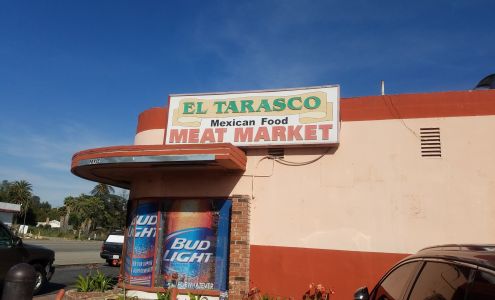 EL TARASCO
Mexican Food
MEAT MARKET
BUD
LIGHT
BUD
LIGHT